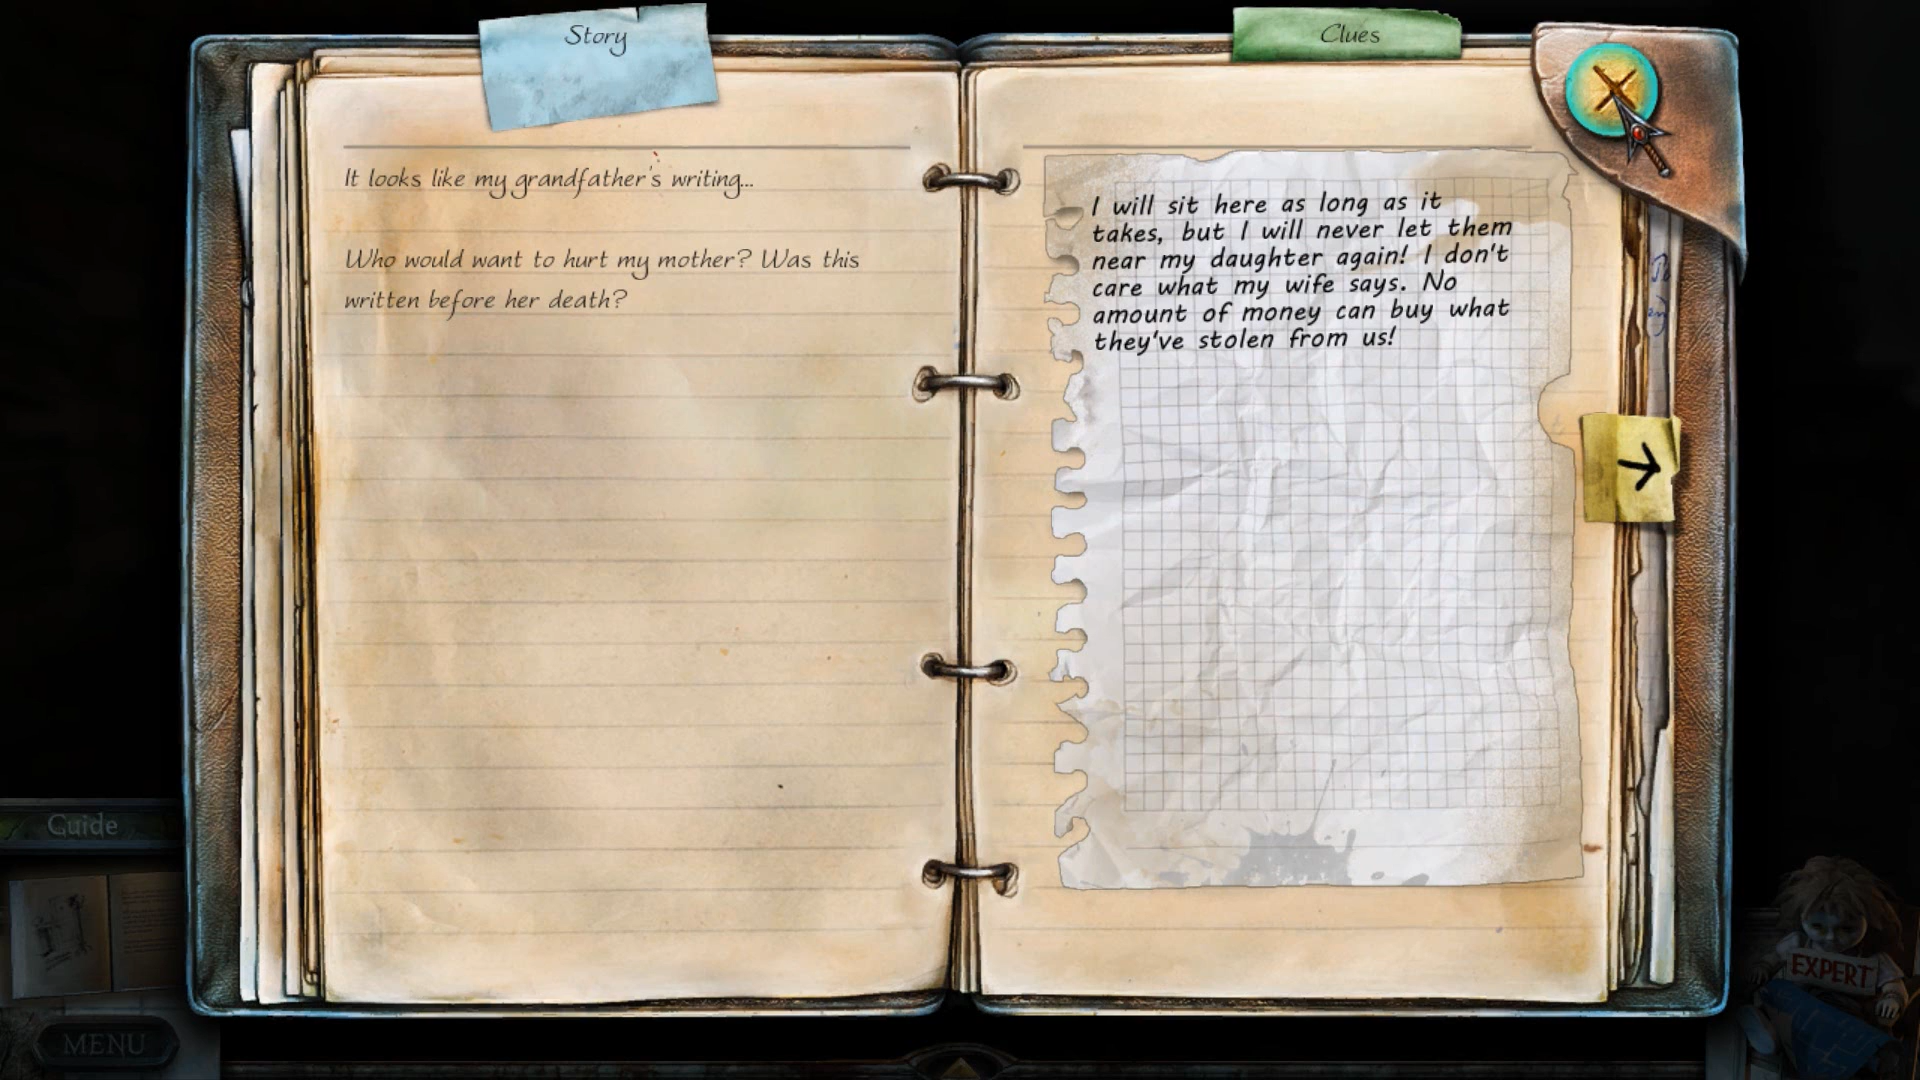 Story
Clues
It looks like my grandfather's writing...
Who would want to hurt my mother? Was this
written before her death?
I will sit here as long as it
takes, but I will never let them
near my daughter again! I don't
care what my wife says. No
amount of money can buy what
they've stolen from us!
Guide
MENU
EXPERT